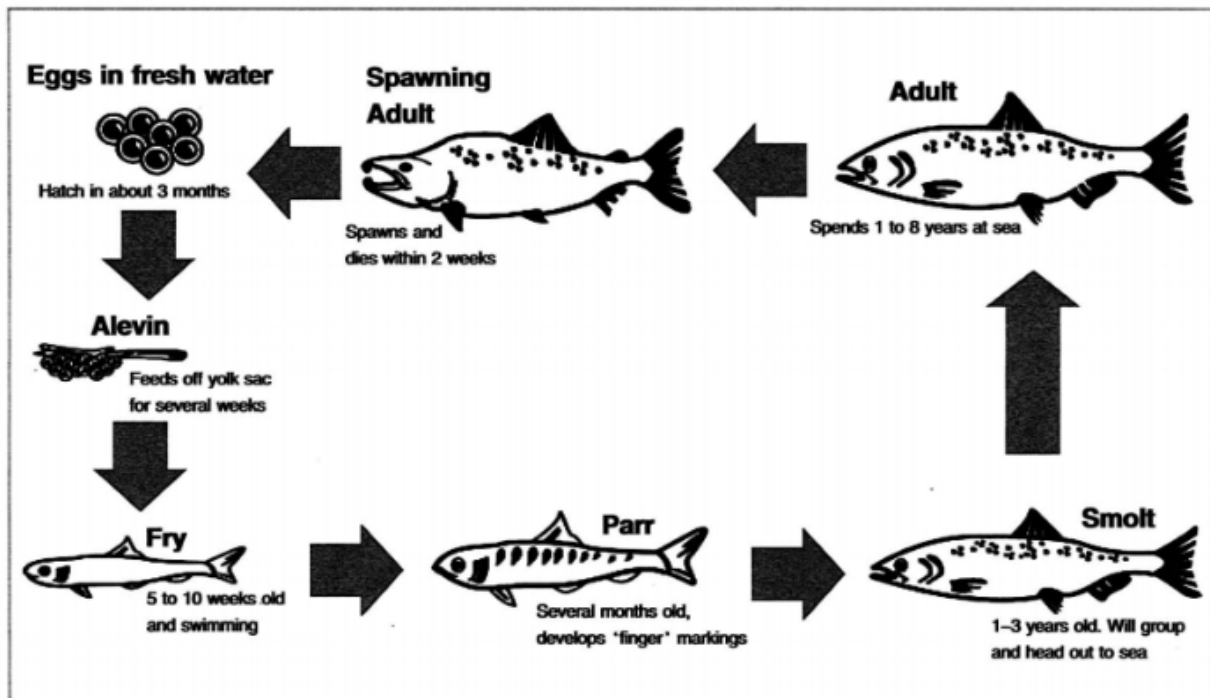 Eggs in fresh water
Hatch in about 3 months
Spawning
Adult
Spawns and
dies within 2 weeks
Adult
Spends 1 to 8 years at sea
Alevin
Feeds off yolk sac
for several weeks
Fry
5 to 10 weeks old
and swimming
Parr
Several months old,
develops "finger" markings
Smolt
1–3 years old. Will group
and head out to sea